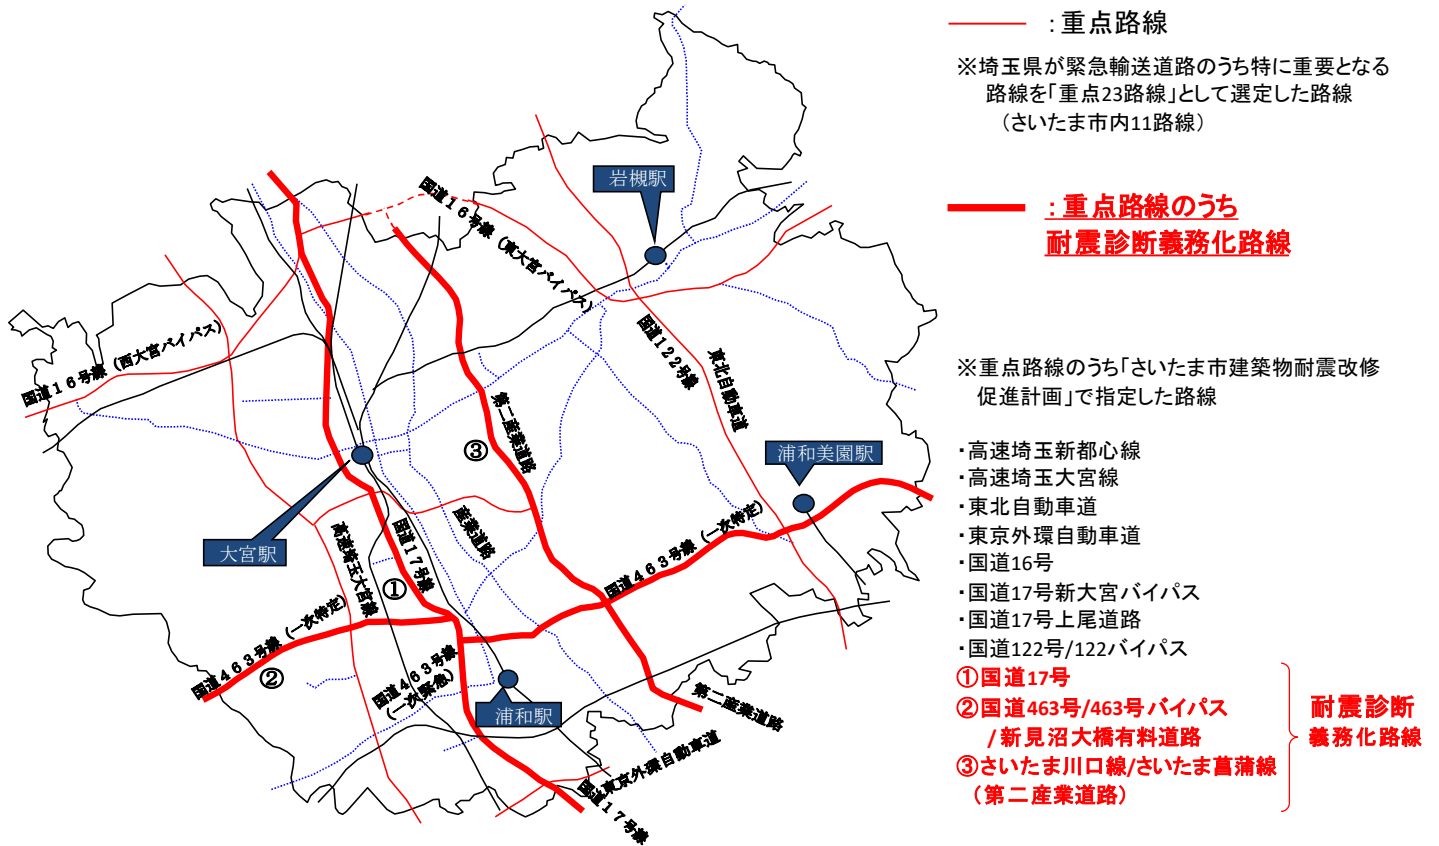 ：重点路線
※埼玉県が緊急輸送道路のうち特に重要となる
路線を「重点23路線」として選定した路線
（さいたま市内11路線）
：重点路線のうち
耐震診断義務化路線
※重点路線のうち「さいたま市建築物耐震改修
促進計画」で指定した路線
・高速埼玉新都心線
・高速埼玉大宮線
・東北自動車道
・東京外環自動車道
・国道16号
・国道17号新大宮バイパス
・国道17号上尾道路
・国道122号/122バイパス
①国道17号
②国道463号/463号バイパス
/新見沼大橋有料道路
③さいたま川口線/さいたま菖蒲線
（第二産業道路）
耐震診断
義務化路線
岩槻駅
国道１６号線（東大宮バイパス）
国道１６号線（西大宮バイパス）
国道１２２号線
東北自動車道
第二産業道路
③
浦和美園駅
大宮駅
高速埼玉大宮線
国道１７号線
産業道路
①
国道４６３号線（一次特定）
国道４６３号線（一次特定）
②
国道４６３号線
（一次緊急）
浦和駅
第二産業道路
東京外環自動車道
国道１７号線